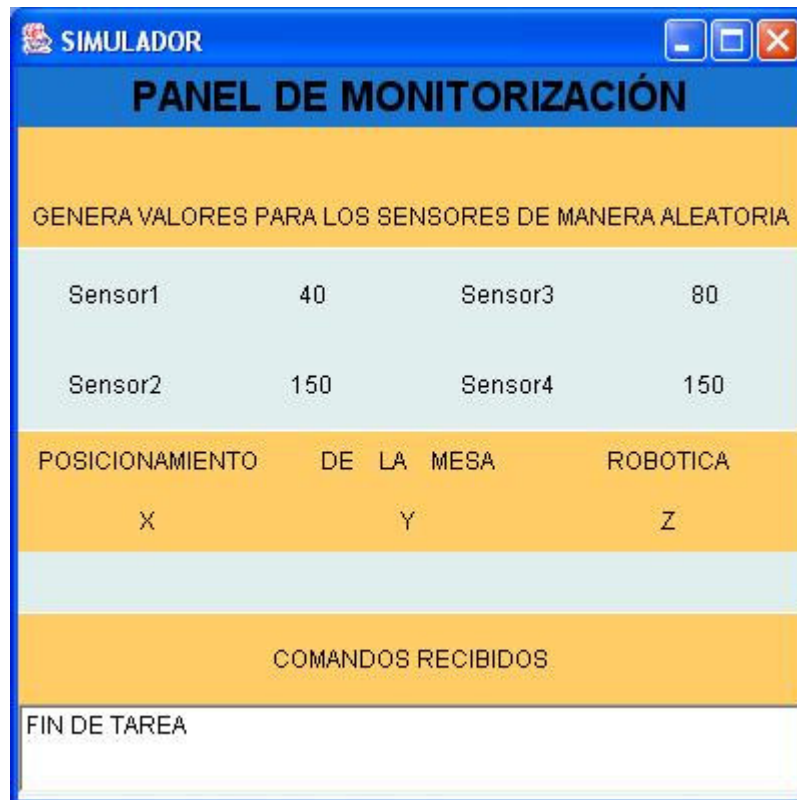 SIMULADOR
PANEL DE MONITORIZACIÓN
GENERA VALORES PARA LOS SENSORES DE MANERA ALEATORIA
Sensor1 40 Sensor3 80
Sensor2 150 Sensor4 150
POSICIONAMIENTO DE LA MESA ROBOTICA
X Y Z
COMANDOS RECIBIDOS
FIN DE TAREA